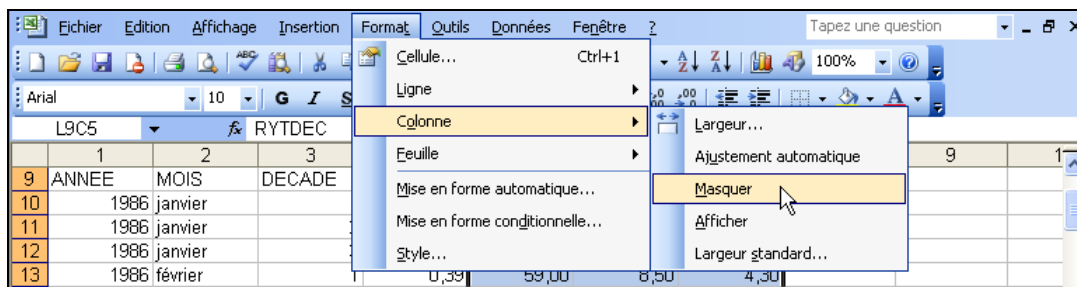 Fichier Edition Affichage Insertion Format Outils Données Fenêtre ? Tapez une question
ABC 100%
Arial 10 G I S
L9C5 fx RYTDEC
Cellule... Ctrl+1
Ligne
Colonne
Feuille
Mise en forme automatique...
Mise en forme conditionnelle...
Style...
Largeur...
Ajustement automatique
Masquer
Afficher
Largeur standard...
1 2 3 9
9 ANNEE MOIS DECADE
10 1986 janvier
11 1986 janvier
12 1986 janvier
13 1986 février 1 0,39 59,00 8,50 4,30